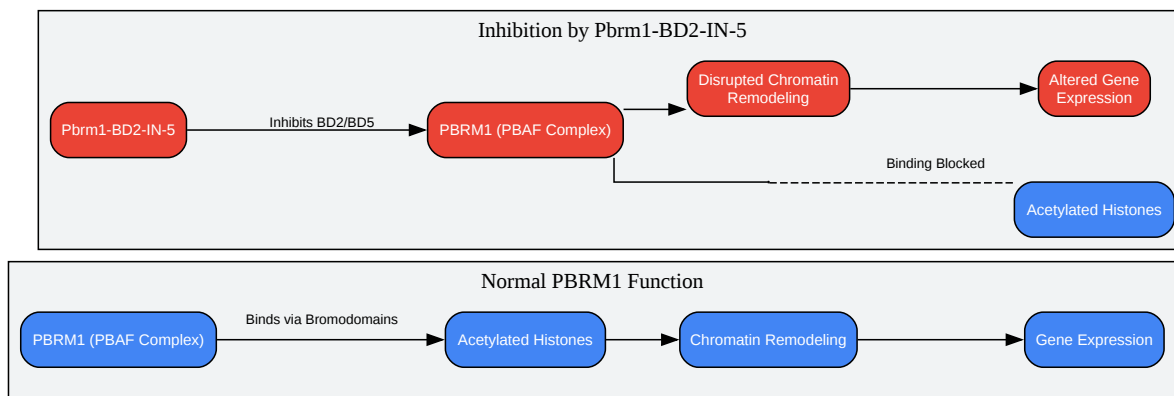 Inhibition by Pbrm1-BD2-IN-5
Pbrm1-BD2-IN-5
Inhibits BD2/BD5
PBRM1 (PBAF Complex)
Disrupted Chromatin
Remodeling
Altered Gene
Expression
Binding Blocked
Acetylated Histones
Normal PBRM1 Function
PBRM1 (PBAF Complex)
Binds via Bromodomains
Acetylated Histones
Chromatin Remodeling
Gene Expression